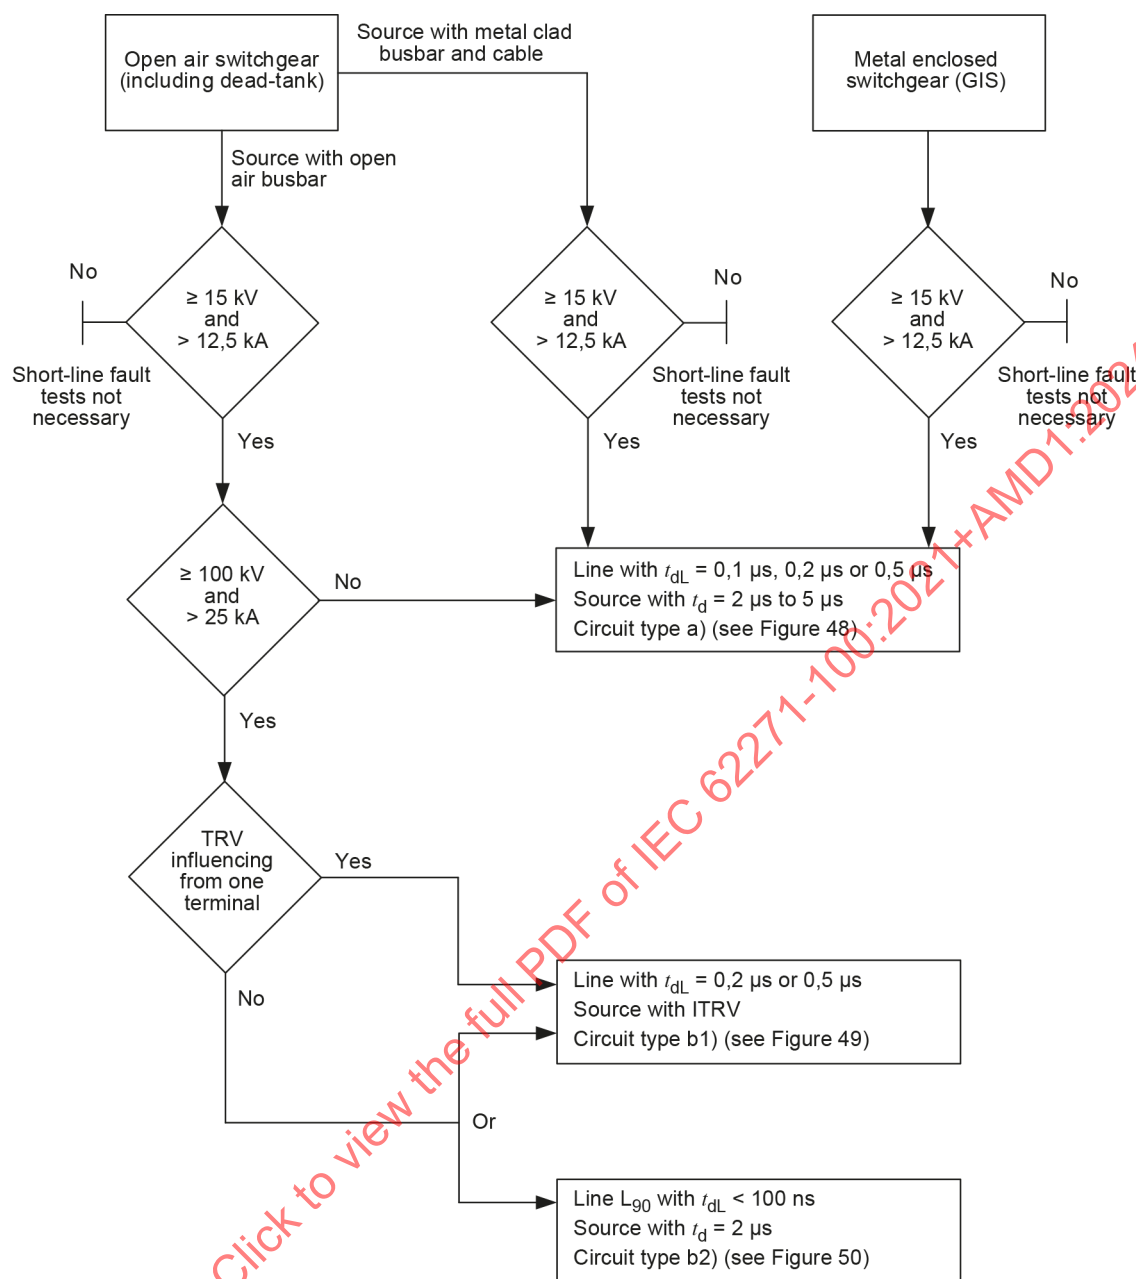 Open air switchgear
(including dead-tank)
Source with metal clad
busbar and cable
Metal enclosed
switchgear (GIS)
Source with open
air busbar
No
≥ 15 kV
and
> 12,5 kA
Short-line fault
tests not
necessary
Yes
No
≥ 15 kV
and
> 12,5 kA
Short-line fault
tests not
necessary
Yes
No
≥ 15 kV
and
> 12,5 kA
Short-line fault
tests not
necessary
Yes
≥ 100 kV
and
> 25 kA
No
Yes
Line with tdL = 0,1 µs, 0,2 µs or 0,5 µs
Source with td = 2 µs to 5 µs
Circuit type a) (see Figure 48)
TRV
influencing
from one
terminal
Yes
No
Line with tdL = 0,2 µs or 0,5 µs
Source with ITRV
Circuit type b1) (see Figure 49)
Or
Line L90 with tdL < 100 ns
Source with td = 2 µs
Circuit type b2) (see Figure 50)
Click to view the full PDF of IEC 62271-100:2021+AMD1:2024